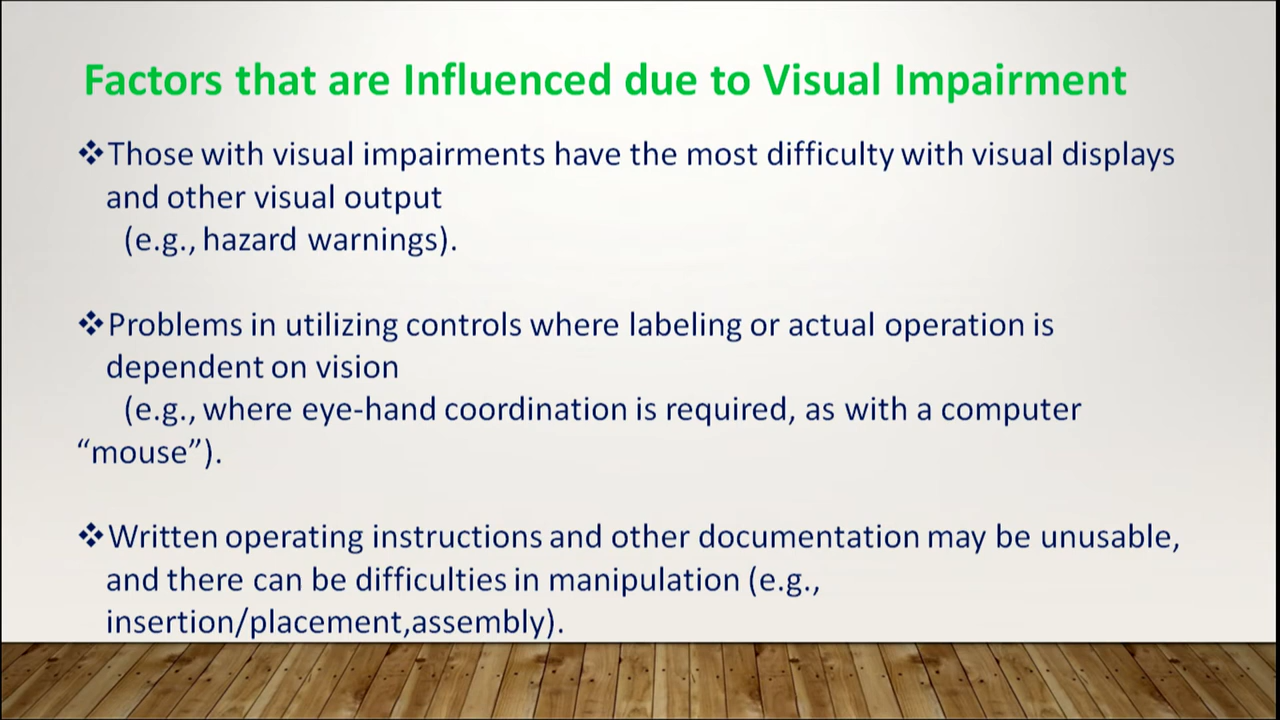 Factors that are Influenced due to Visual Impairment
❖Those with visual impairments have the most difficulty with visual displays
and other visual output
(e.g., hazard warnings).
❖Problems in utilizing controls where labeling or actual operation is
dependent on vision
(e.g., where eye-hand coordination is required, as with a computer
“mouse”).
❖Written operating instructions and other documentation may be unusable,
and there can be difficulties in manipulation (e.g.,
insertion/placement,assembly).